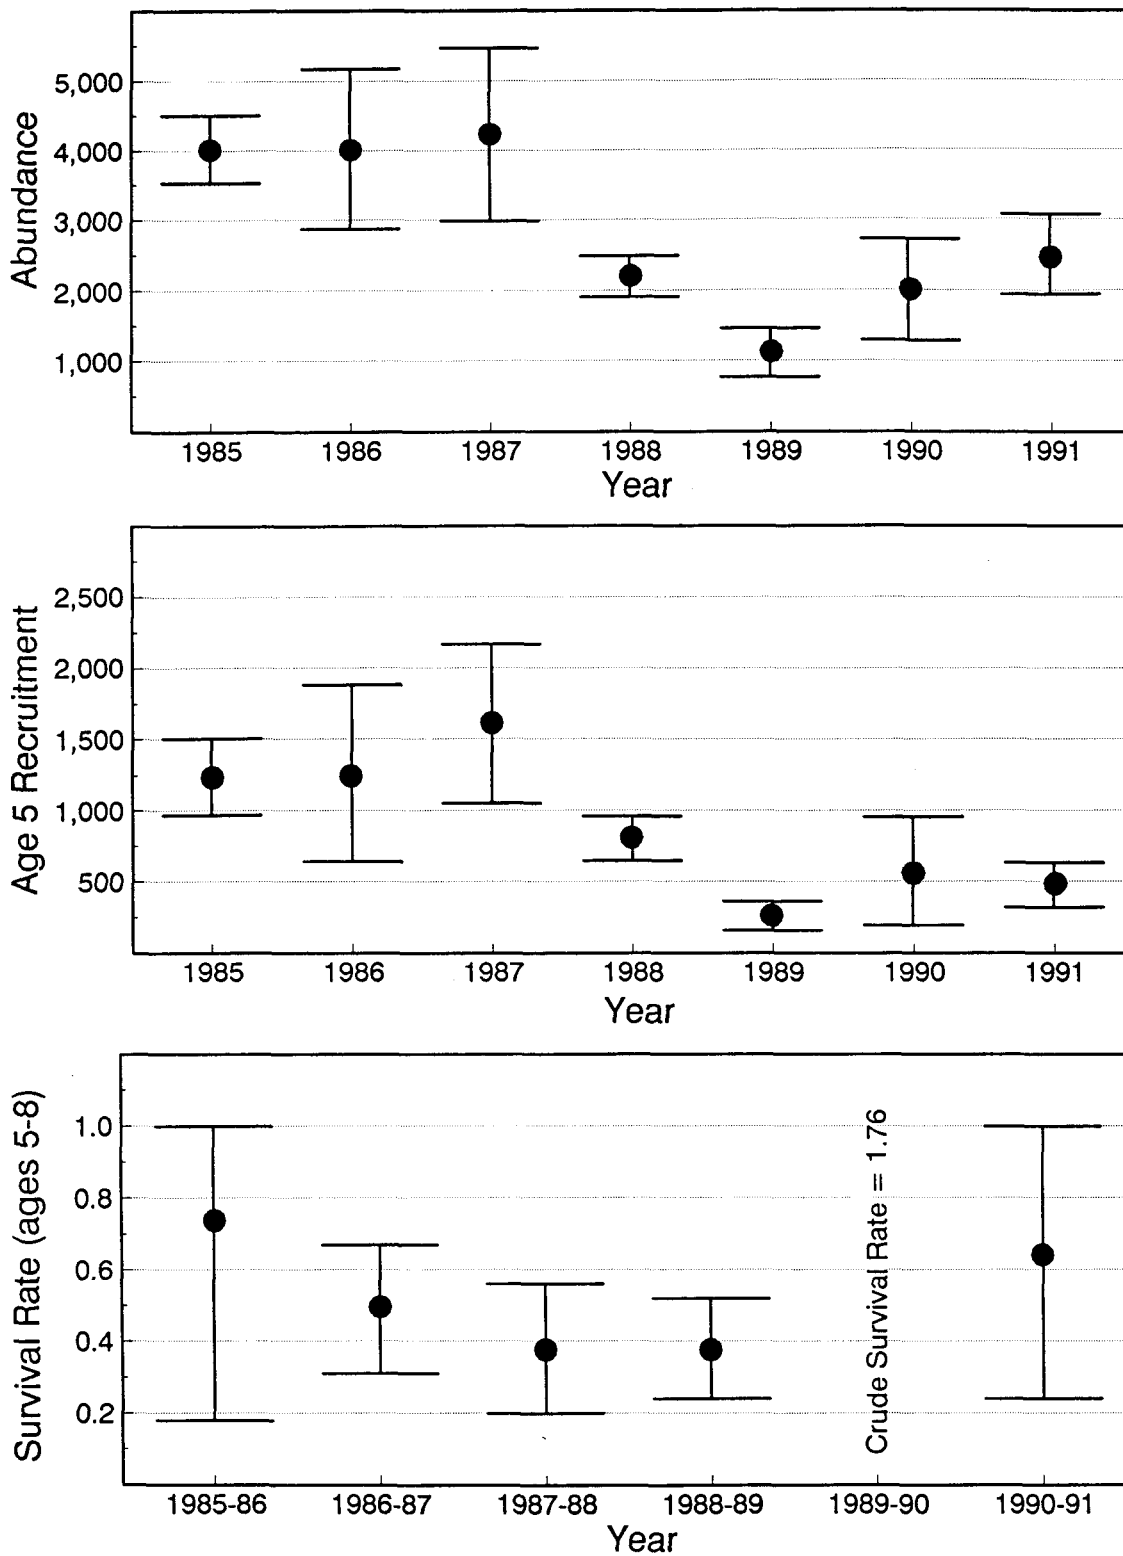 Abundance
5,000
4,000
3,000
2,000
1,000
1985 1986 1987 1988 1989 1990 1991
Year
Age 5 Recruitment
2,500
2,000
1,500
1,000
500
1985 1986 1987 1988 1989 1990 1991
Year
Survival Rate (ages 5-8)
1.0
0.8
0.6
0.4
0.2
Crude Survival Rate = 1.76
1985-86 1986-87 1987-88 1988-89 1989-90 1990-91
Year